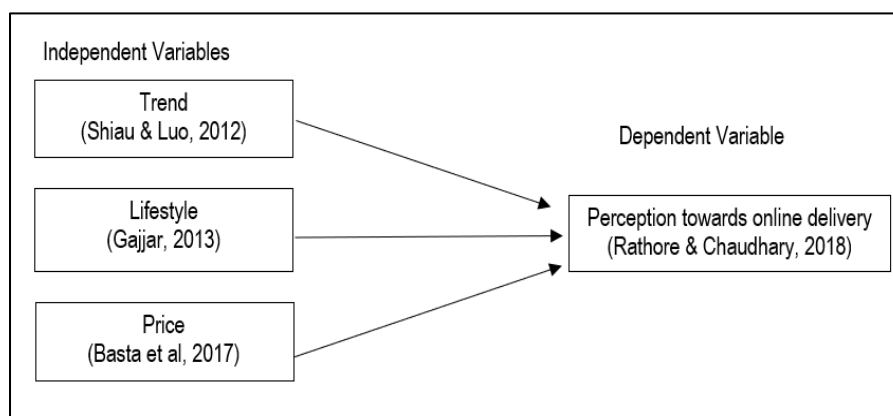 Independent Variables
Trend
(Shiau & Luo, 2012)
Lifestyle
(Gajjar, 2013)
Price
(Basta et al, 2017)
Dependent Variable
Perception towards online delivery
(Rathore & Chaudhary, 2018)